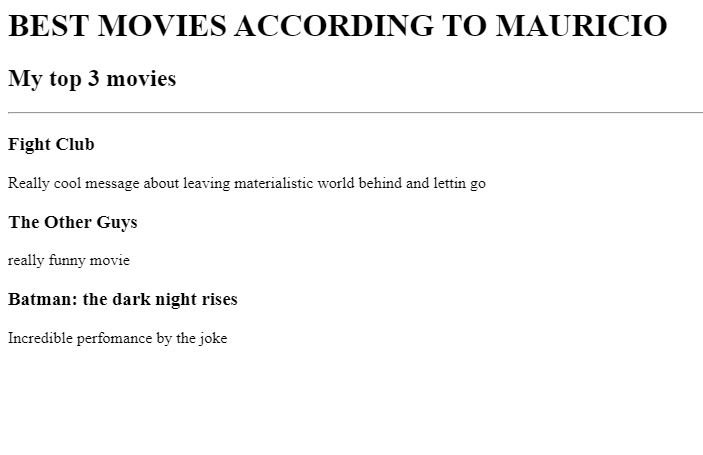 BEST MOVIES ACCORDING TO MAURICIO
My top 3 movies
Fight Club
Really cool message about leaving materialistic world behind and lettin go
The Other Guys
really funny movie
Batman: the dark night rises
Incredible perfomance by the joke